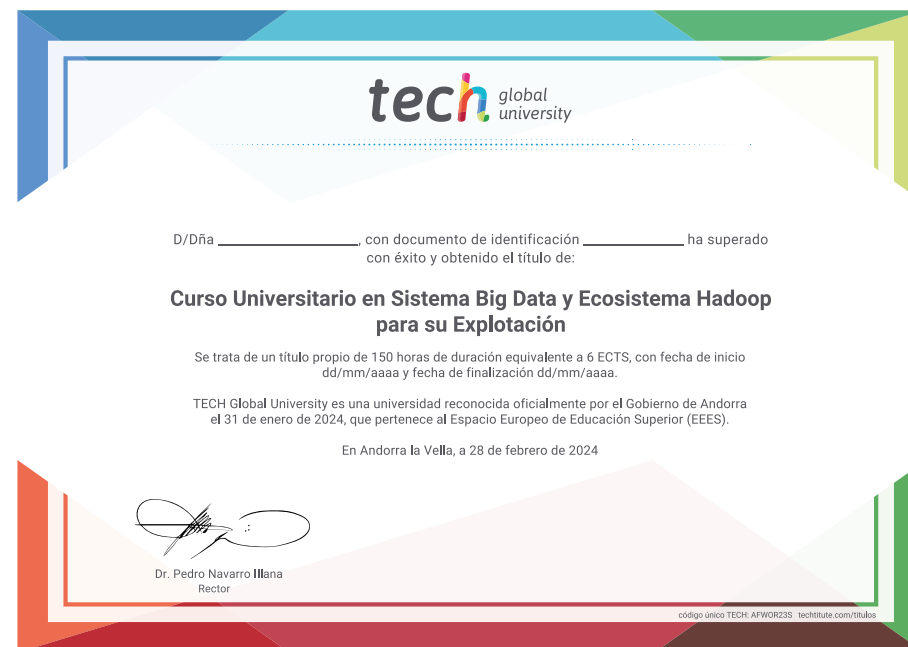 tech global university
D/Dña ________________, con documento de identificación ____________ ha superado
con éxito y obtenido el título de:
Curso Universitario en Sistema Big Data y Ecosistema Hadoop
para su Explotación
Se trata de un título propio de 150 horas de duración equivalente a 6 ECTS, con fecha de inicio
dd/mm/aaaa y fecha de finalización dd/mm/aaaa.
TECH Global University es una universidad reconocida oficialmente por el Gobierno de Andorra
el 31 de enero de 2024, que pertenece al Espacio Europeo de Educación Superior (EEES).
En Andorra la Vella, a 28 de febrero de 2024
Dr. Pedro Navarro Illana
Rector
código único TECH: AFWOR23S techtitute.com/titulos